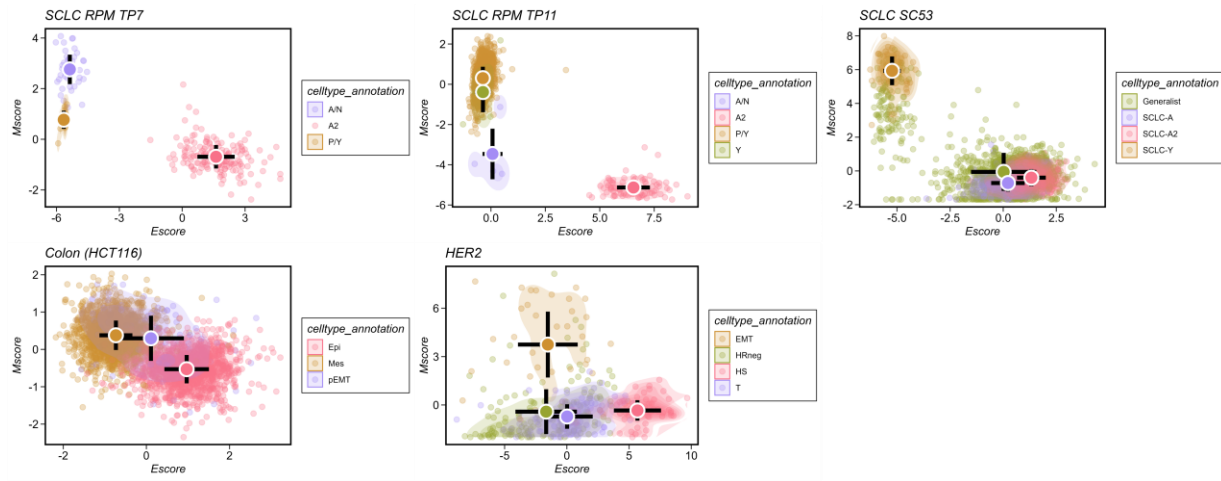 SCLC RPM TP7
4
2
0
-2
Mscore
-6
-3
0
3
Escore
celltype_annotation
A/N
A2
P/Y
SCLC RPM TP11
2
0
-2
-4
-6
Mscore
0.0
2.5
5.0
7.5
Escore
celltype_annotation
A/N
A2
P/Y
Y
SCLC SC53
8
6
4
2
0
-2
Mscore
-5.0
-2.5
0.0
2.5
Escore
celltype_annotation
Generalist
SCLC-A
SCLC-A2
SCLC-Y
Colon (HCT116)
2
1
0
-1
-2
Mscore
-2
0
2
Escore
celltype_annotation
Epi
Mes
pEMT
HER2
6
3
0
Mscore
-5
0
5
10
Escore
celltype_annotation
EMT
HRneg
HS
T